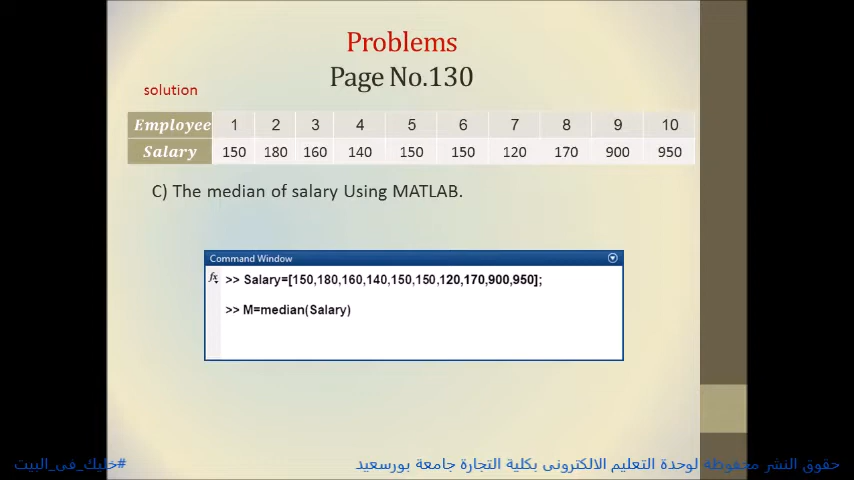 Problems
Page No.130
solution
Employee 1 2 3 4 5 6 7 8 9 10
Salary 150 180 160 140 150 150 120 170 900 950
C) The median of salary Using MATLAB.
Command Window
fx >> Salary=[150,180,160,140,150,150,120,170,900,950];
>> M=median(Salary)
#خليك_فى_البيت
حقوق النشر محفوظه لوحدة التعليم الالكترونى بكلية التجارة جامعة بورسعيد